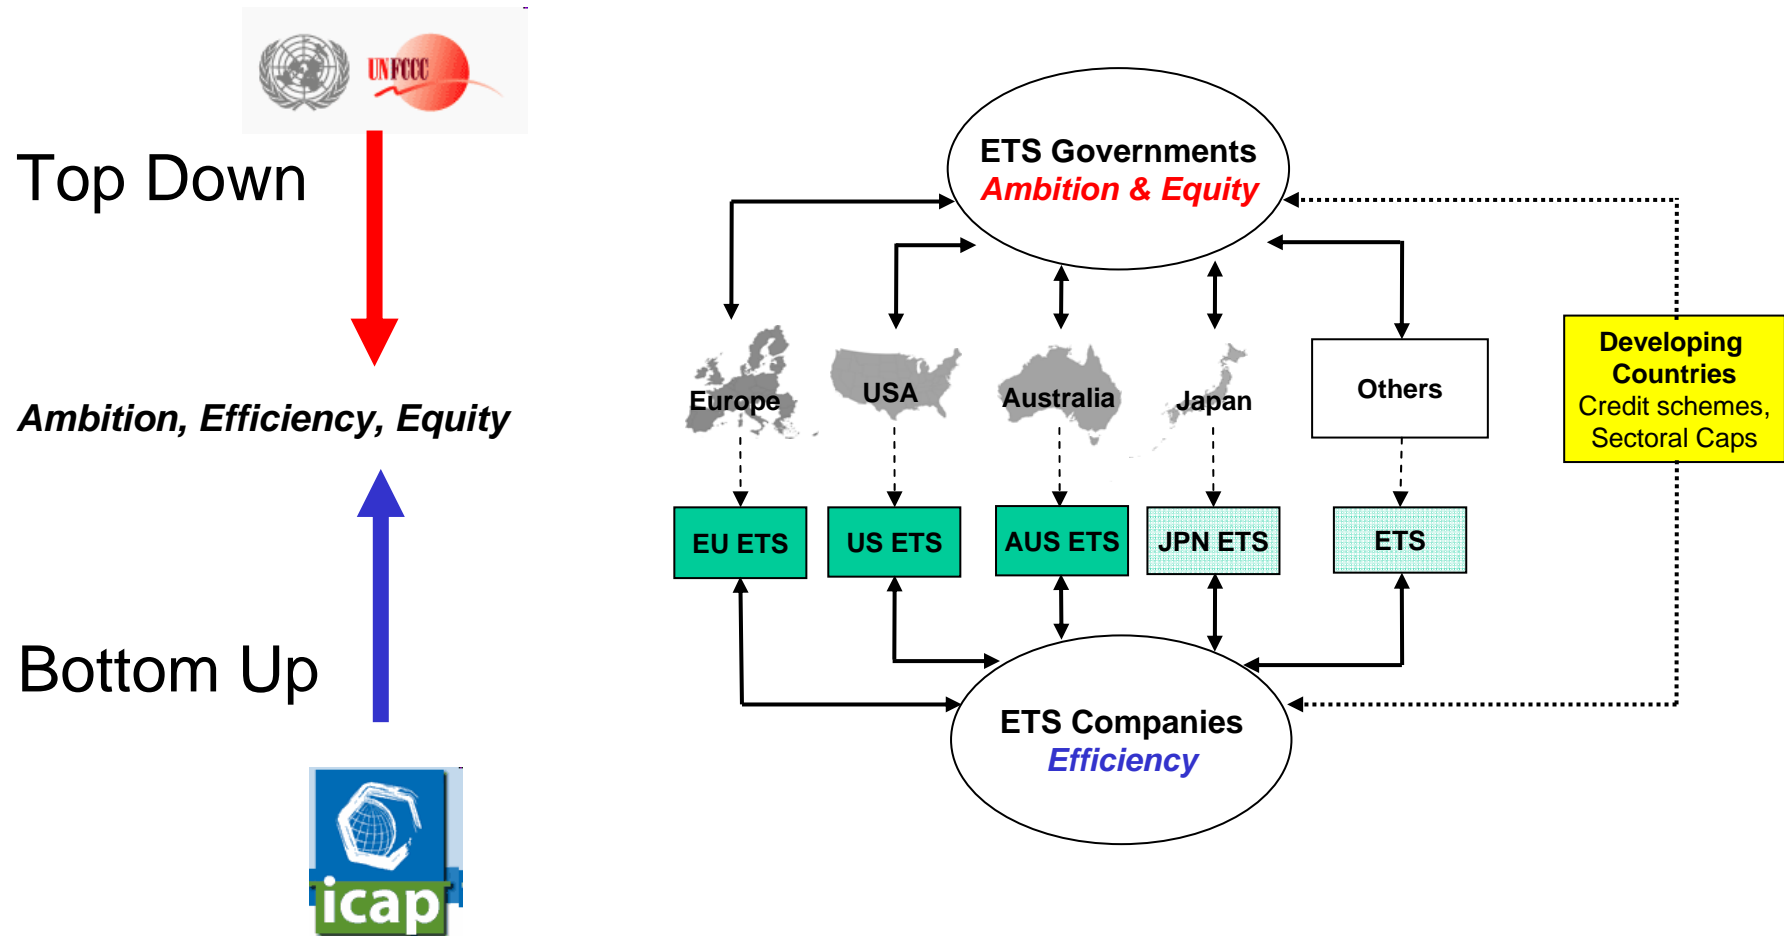 UNFCCC
Top Down
Ambition, Efficiency, Equity
Bottom Up
icap
ETS Governments
Ambition & Equity
Europe
USA
Australia
Japan
Others
Developing
Countries
Credit schemes,
Sectoral Caps
EU ETS
US ETS
AUS ETS
JPN ETS
ETS
ETS Companies
Efficiency